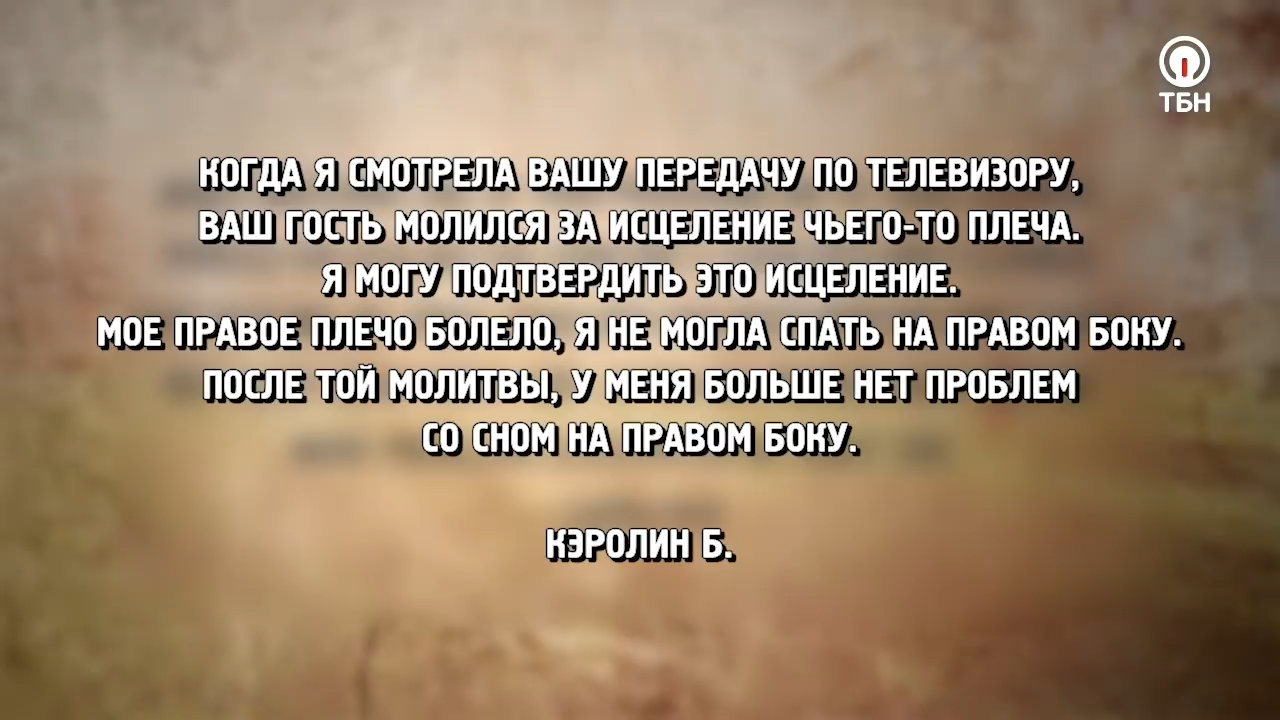 ТБН
КОГДА Я СМОТРЕЛА ВАШУ ПЕРЕДАЧУ ПО ТЕЛЕВИЗОРУ,
ВАШ ГОСТЬ МОЛИЛСЯ ЗА ИСЦЕЛЕНИЕ ЧЬЕГО-ТО ПЛЕЧА.
Я МОГУ ПОДТВЕРДИТЬ ЭТО ИСЦЕЛЕНИЕ.
МОЕ ПРАВОЕ ПЛЕЧО БОЛЕЛО, Я НЕ МОГЛА СПАТЬ НА ПРАВОМ БОКУ.
ПОСЛЕ ТОЙ МОЛИТВЫ, У МЕНЯ БОЛЬШЕ НЕТ ПРОБЛЕМ
СО СНОМ НА ПРАВОМ БОКУ.
КЭРОЛИН Б.